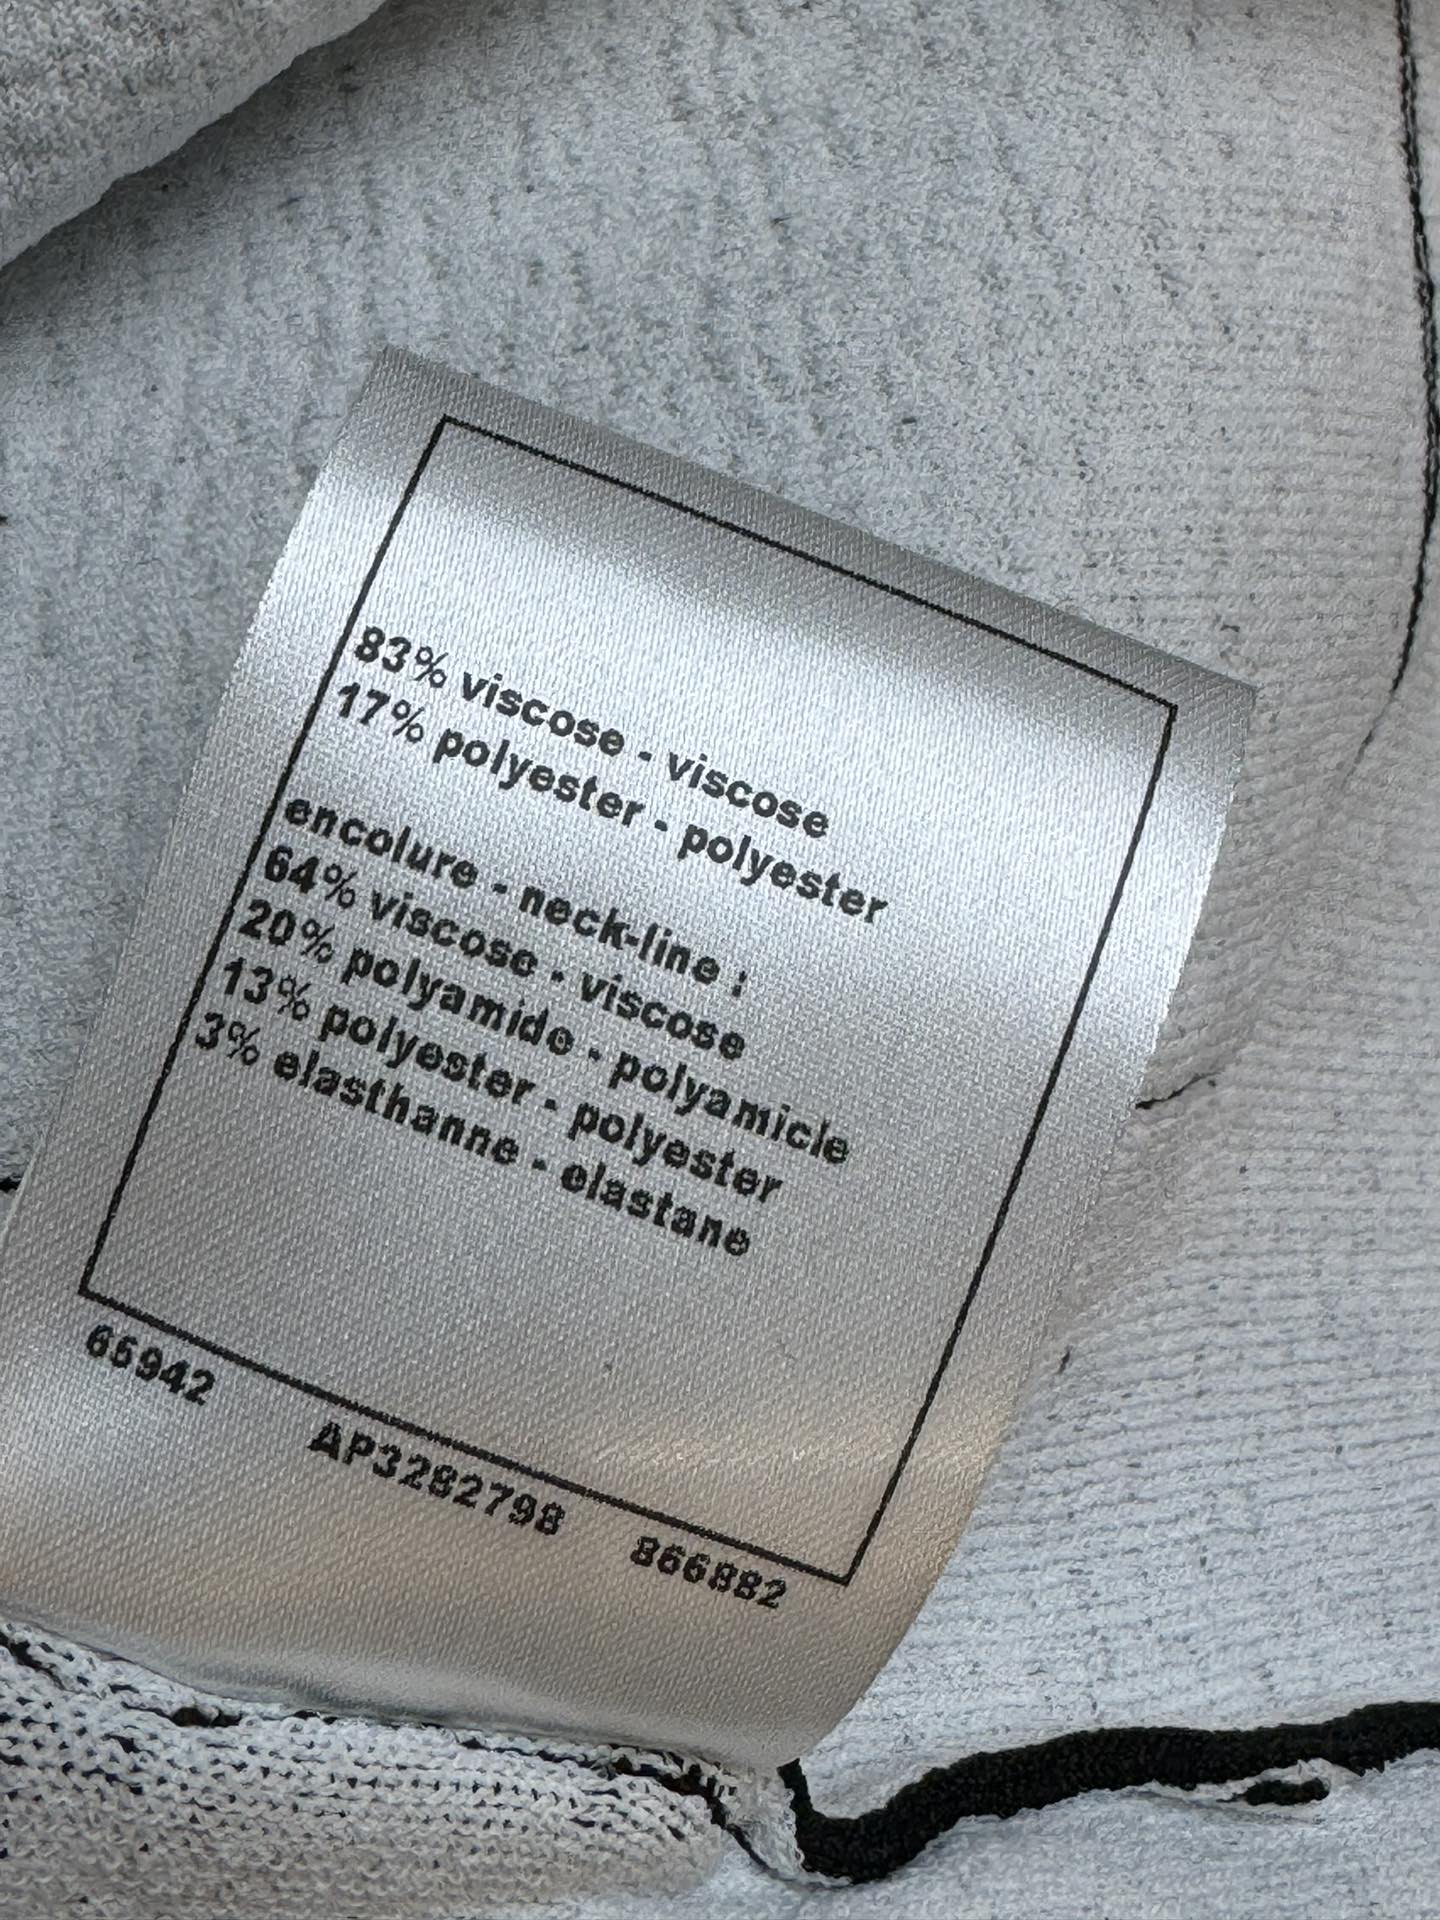 83% viscose - viscose
17% polyester - polyester
encolure - neck-line :
64% viscose - viscose
20% polyamide - polyamide
13% polyester - polyester
3% elasthanne - elastane
65942 AP3282798 866882